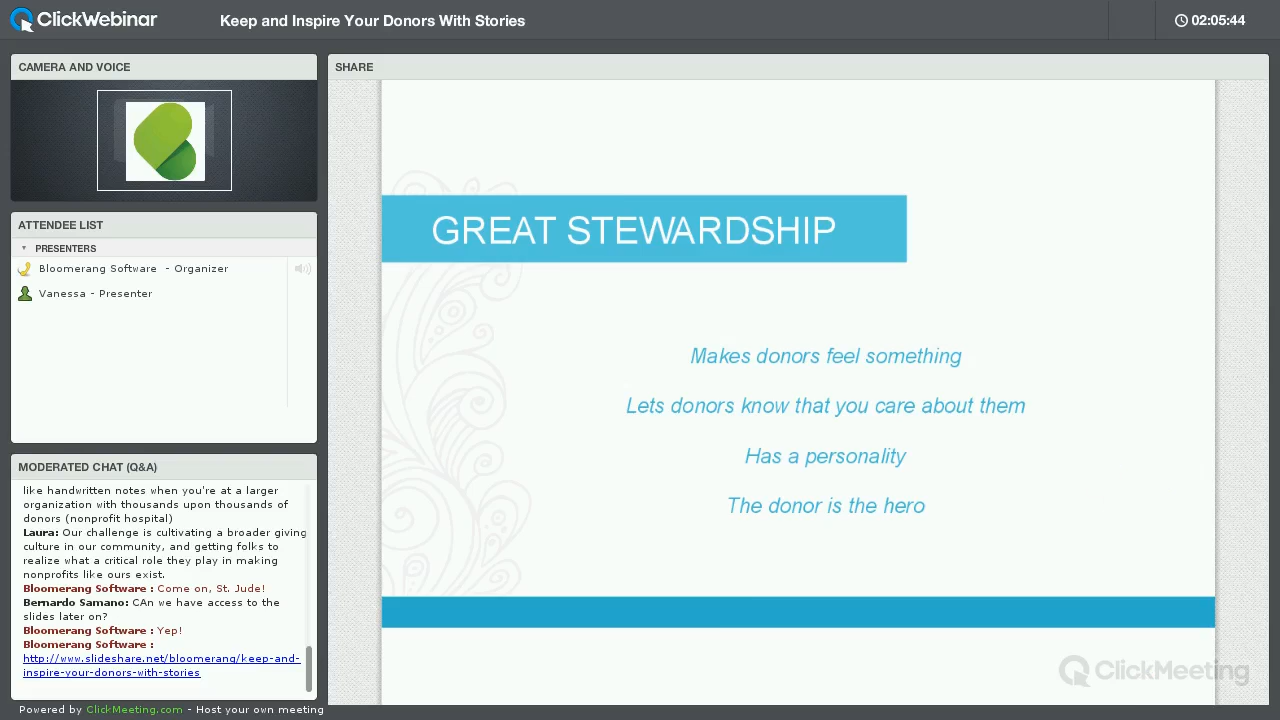 ClickWebinar
Keep and Inspire Your Donors With Stories
02:05:44
CAMERA AND VOICE
SHARE
ATTENDEE LIST
PRESENTERS
Bloomerang Software - Organizer
Vanessa - Presenter
GREAT STEWARDSHIP
Makes donors feel something
Lets donors know that you care about them
Has a personality
The donor is the hero
MODERATED CHAT (Q&A)
like handwritten notes when you're at a larger
organization with thousands upon thousands of
donors (nonprofit hospital)
Laura: Our challenge is cultivating a broader giving
culture in our community, and getting folks to
realize what a critical role they play in making
nonprofits like ours exist.
Bloomerang Software : Come on, St. Jude!
Bernardo Samano: CAn we have access to the
slides later on?
Bloomerang Software : Yep!
Bloomerang Software :
http://www.slideshare.net/bloomerang/keep-and-
inspire-your-donors-with-stories
ClickMeeting
Powered by ClickMeeting.com - Host your own meeting